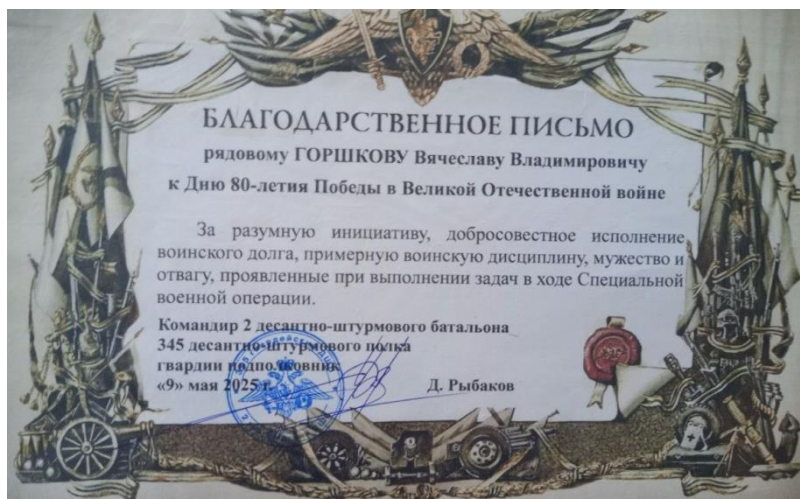 БЛАГОДАРСТВЕННОЕ ПИСЬМО
рядовому ГОРШКОВУ Вячеславу Владимировичу
к Дню 80-летия Победы в Великой Отечественной войне
За разумную инициативу, добросовестное исполнение
воинского долга, примерную воинскую дисциплину, мужество и
отвагу, проявленные при выполнении задач в ходе Специальной
военной операции.
Командир 2 десантно-штурмового батальона
345 десантно-штурмового полка
гвардии подполковник
«9» мая 2025 г. Д. Рыбаков